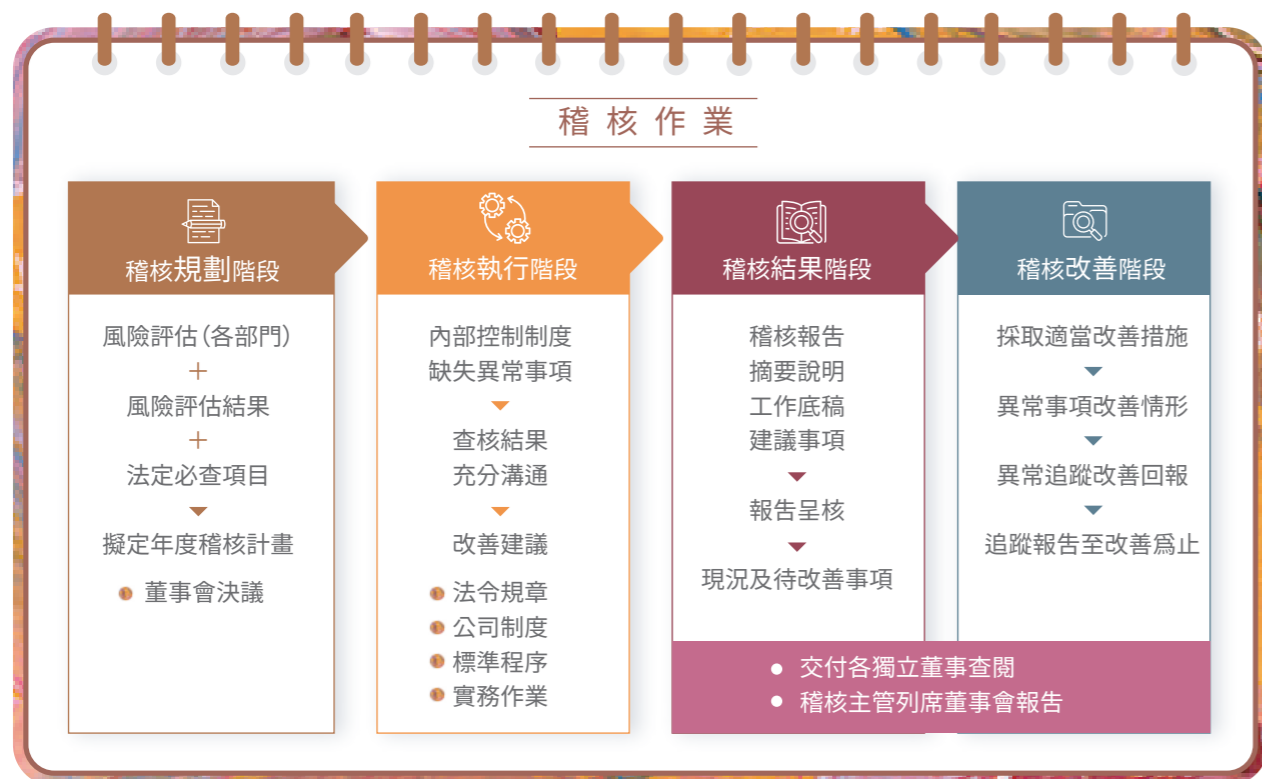 稽核作業
稽核規劃階段
風險評估(各部門)
+
風險評估結果
+
法定必查項目
擬定年度稽核計畫
董事會決議
稽核執行階段
內部控制制度
缺失異常事項
查核結果
充分溝通
改善建議
法令規章
公司制度
標準程序
實務作業
稽核結果階段
稽核報告
摘要說明
工作底稿
建議事項
報告呈核
現況及待改善事項
稽核改善階段
採取適當改善措施
異常事項改善情形
異常追蹤改善回報
追蹤報告至改善爲止
交付各獨立董事查閱
稽核主管列席董事會報告